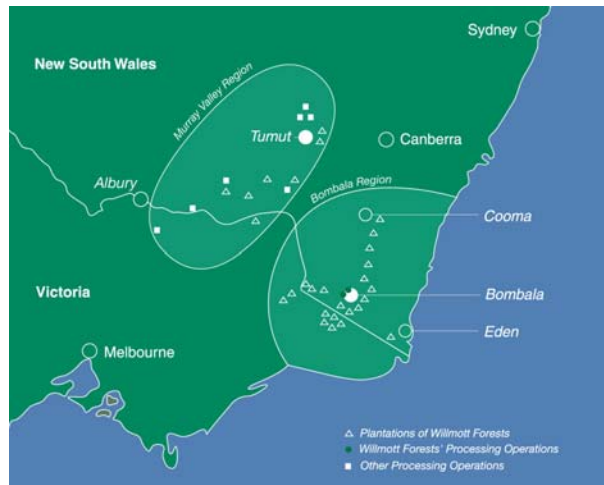 Sydney
New South Wales
Murray Valley Region
Tumut
Canberra
Albury
Bombala Region
Cooma
Victoria
Bombala
Eden
Melbourne
Plantations of Willmott Forests
Willmott Forests' Processing Operations
Other Processing Operations